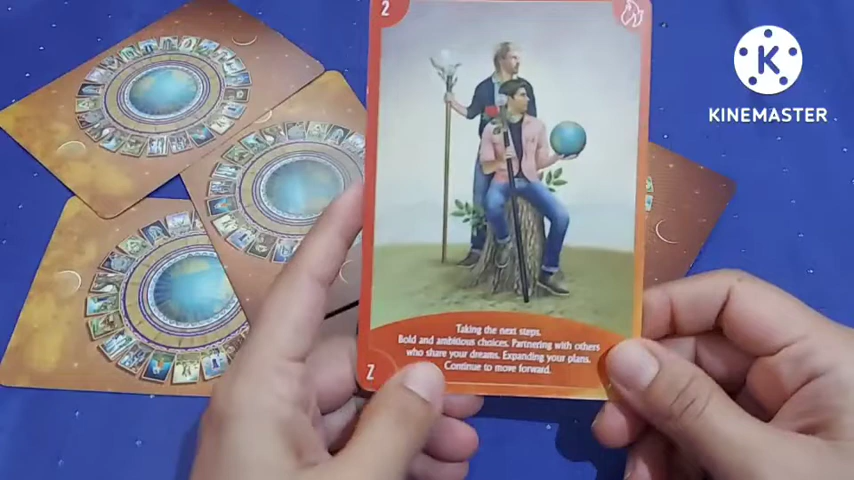 2
KINEMASTER
Taking the next steps.
Bold and ambitious choices. Partnering with others
who share your dreams. Expanding your plans.
Continue to move forward.
2